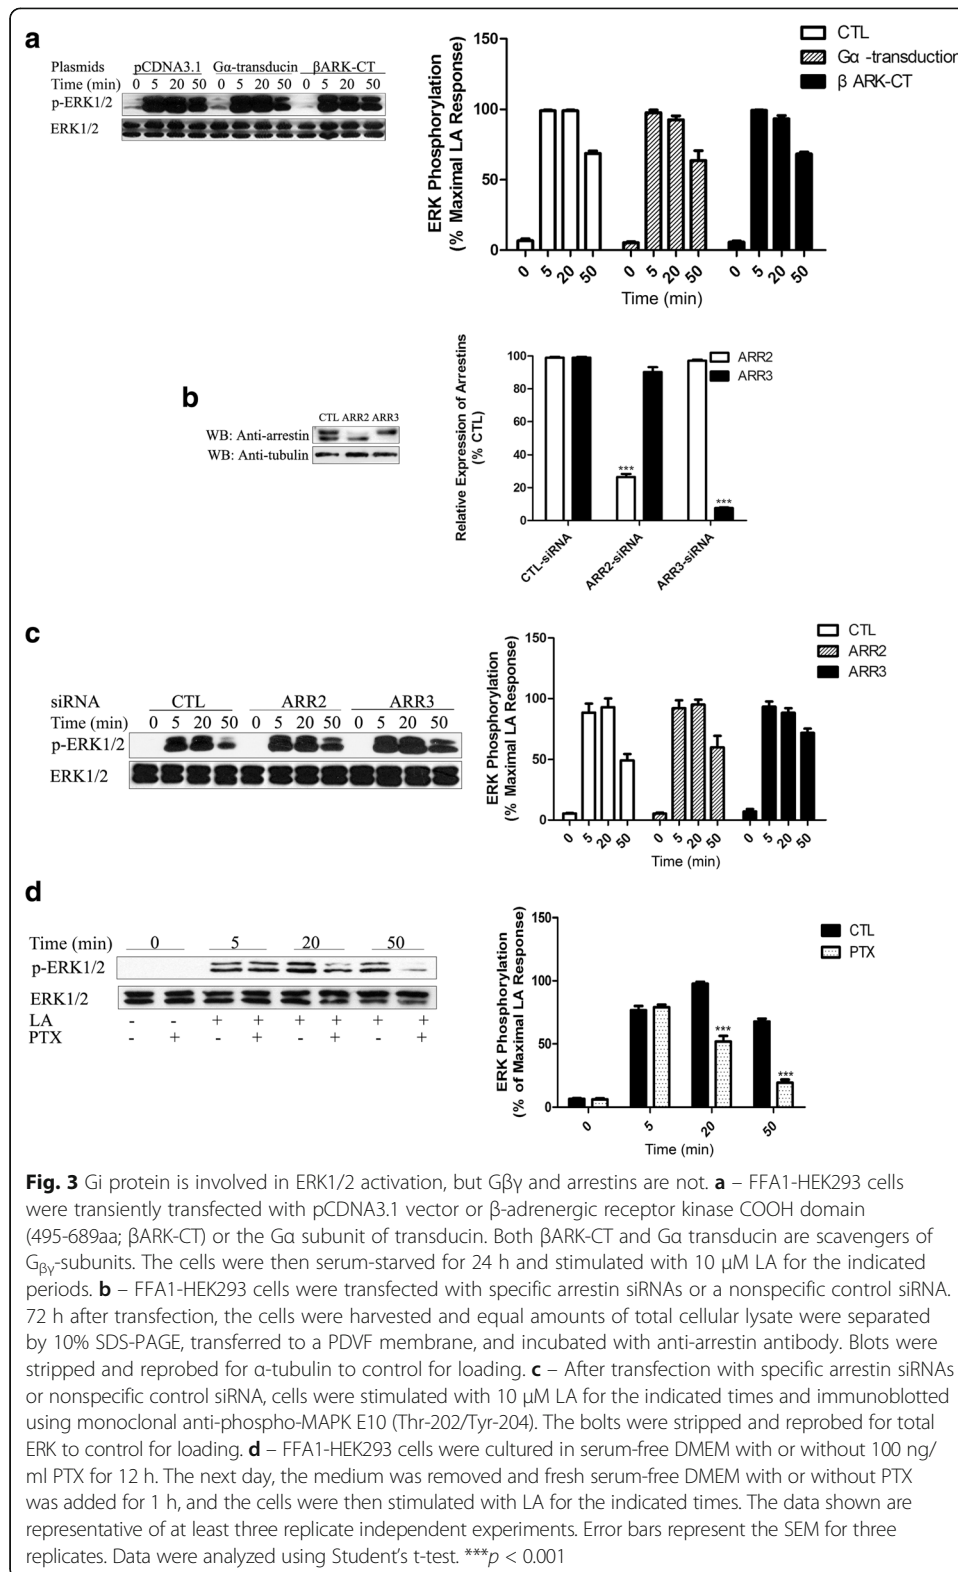 a
Plasmids pCDNA3.1 Gα-transducin βARK-CT
Time (min) 0 5 20 50 0 5 20 50 0 5 20 50
p-ERK1/2
ERK1/2
ERK Phosphorylation
(% Maximal LA Response)
150
100
50
0
0 5 20 50 0 5 20 50 0 5 20 50
Time (min)
CTL
Gα -transduction
β ARK-CT
b
CTL ARR2 ARR3
WB: Anti-arrestin
WB: Anti-tubulin
Relative Expression of Arrestins
(% CTL)
100
80
60
40
20
0
***
***
CTL-siRNA ARR2-siRNA ARR3-siRNA
ARR2
ARR3
c
siRNA CTL ARR2 ARR3
Time (min) 0 5 20 50 0 5 20 50 0 5 20 50
p-ERK1/2
ERK1/2
ERK Phosphorylation
(% Maximal LA Response)
150
100
50
0
0 5 20 50 0 5 20 50 0 5 20 50
Time (min)
CTL
ARR2
ARR3
d
Time (min) 0 5 20 50
p-ERK1/2
ERK1/2
LA - - + + + + + +
PTX - + - + - + - +
ERK Phosphorylation
(% of Maximal LA Response)
150
100
50
0
***
***
0 5 20 50
Time (min)
CTL
PTX
Fig. 3 Gi protein is involved in ERK1/2 activation, but Gβγ and arrestins are not. a – FFA1-HEK293 cells
were transiently transfected with pCDNA3.1 vector or β-adrenergic receptor kinase COOH domain
(495-689aa; βARK-CT) or the Gα subunit of transducin. Both βARK-CT and Gα transducin are scavengers of
Gβγ-subunits. The cells were then serum-starved for 24 h and stimulated with 10 μM LA for the indicated
periods. b – FFA1-HEK293 cells were transfected with specific arrestin siRNAs or a nonspecific control siRNA.
72 h after transfection, the cells were harvested and equal amounts of total cellular lysate were separated
by 10% SDS-PAGE, transferred to a PDVF membrane, and incubated with anti-arrestin antibody. Blots were
stripped and reprobed for α-tubulin to control for loading. c – After transfection with specific arrestin siRNAs
or nonspecific control siRNA, cells were stimulated with 10 μM LA for the indicated times and immunoblotted
using monoclonal anti-phospho-MAPK E10 (Thr-202/Tyr-204). The bolts were stripped and reprobed for total
ERK to control for loading. d – FFA1-HEK293 cells were cultured in serum-free DMEM with or without 100 ng/
ml PTX for 12 h. The next day, the medium was removed and fresh serum-free DMEM with or without PTX
was added for 1 h, and the cells were then stimulated with LA for the indicated times. The data shown are
representative of at least three replicate independent experiments. Error bars represent the SEM for three
replicates. Data were analyzed using Student's t-test. ***p < 0.001